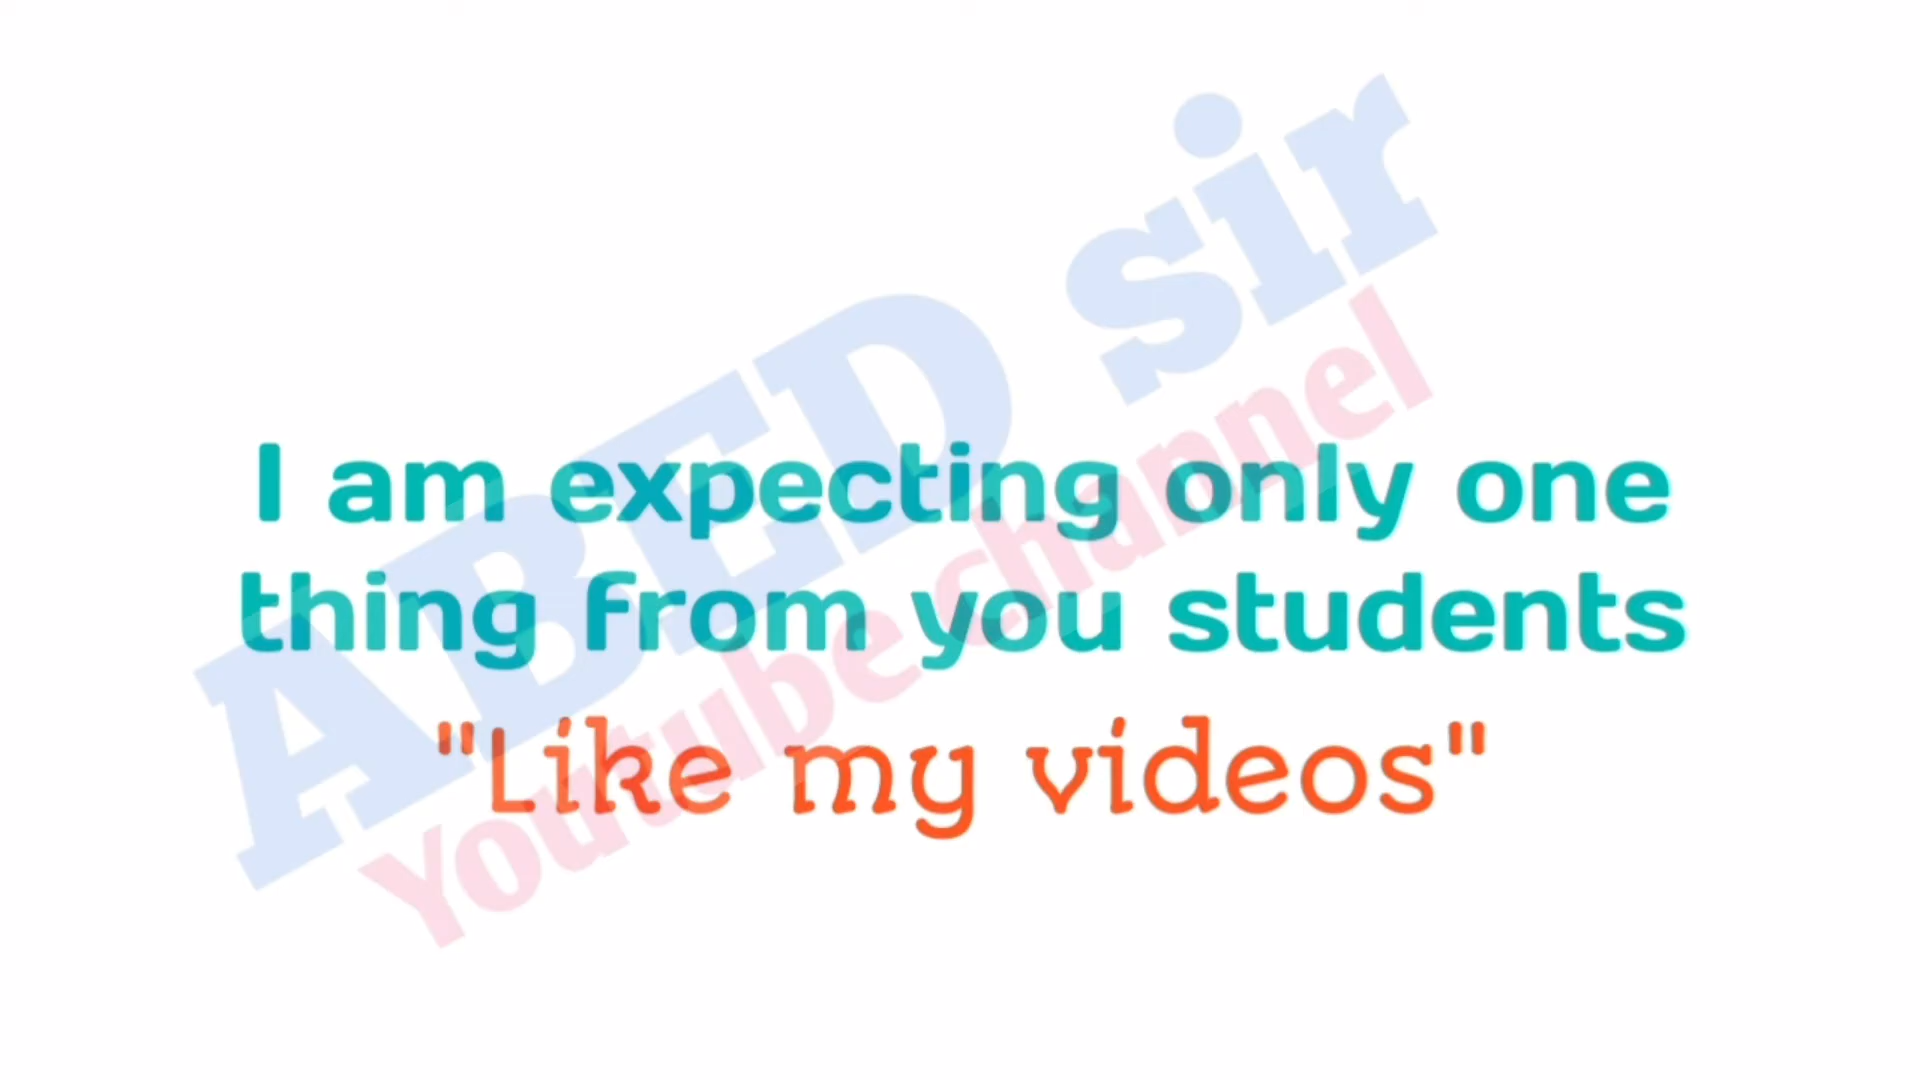 ABED sir
Youtube channel
I am expecting only one
thing from you students
"Like my videos"